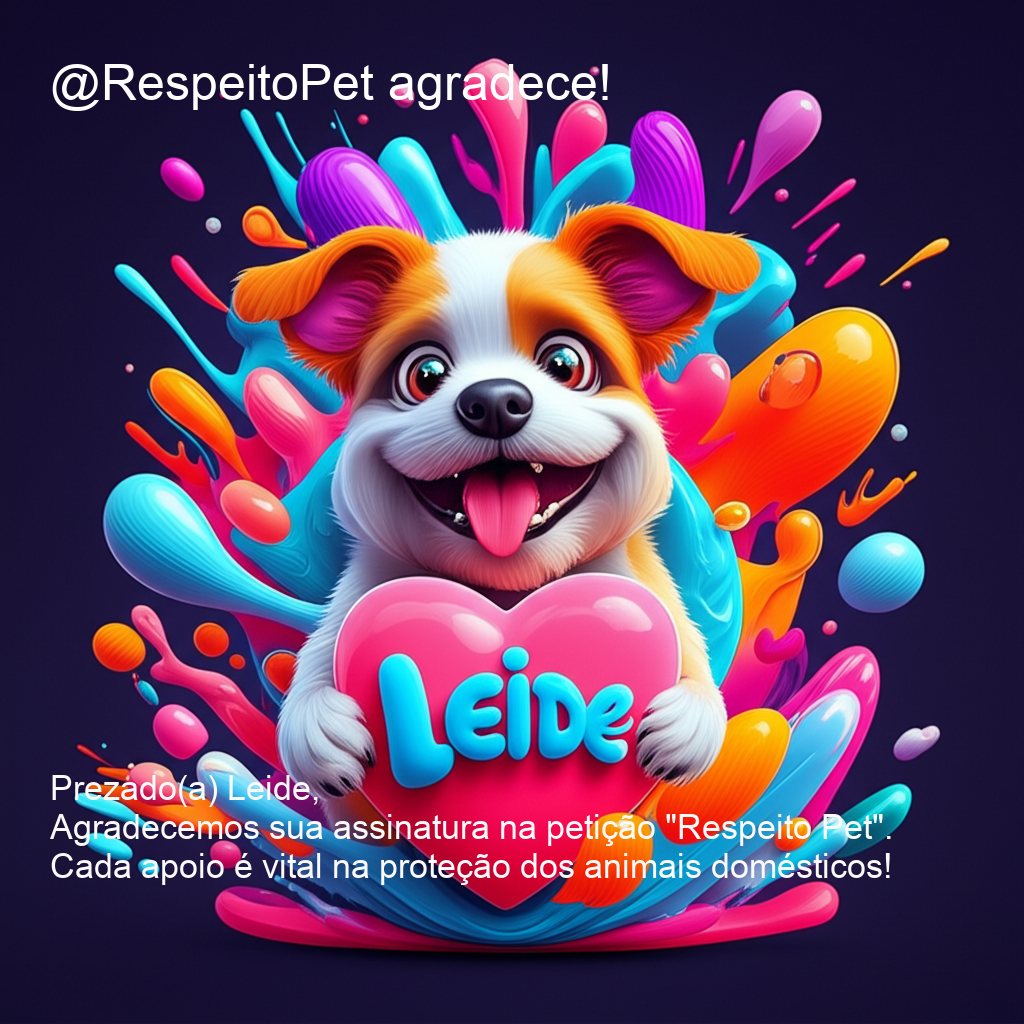 @RespeitoPet agradece!
Leide
Prezado(a) Leide,
Agradecemos sua assinatura na petição "Respeito Pet".
Cada apoio é vital na proteção dos animais domésticos!